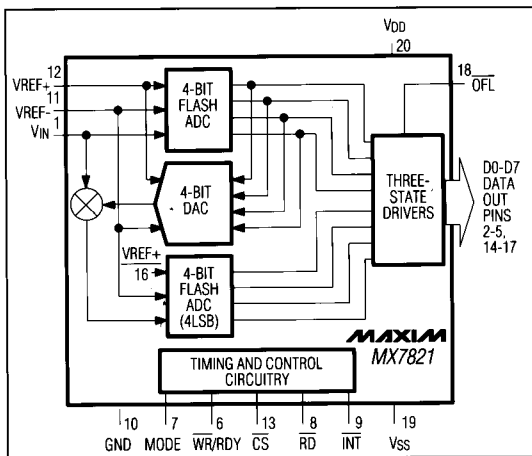 VDD
20
12
VREF+
11
VREF-
1
VIN
4-BIT
FLASH
ADC
18
OFL
4-BIT
DAC
THREE-
STATE
DRIVERS
D0-D7
DATA
OUT
PINS
2-5,
14-17
VREF+
16
4-BIT
FLASH
ADC
(4LSB)
MAXIM
MX7821
TIMING AND CONTROL
CIRCUITRY
10
7
6
13
8
9
19
GND
MODE
WR/RDY
CS
RD
INT
VSS